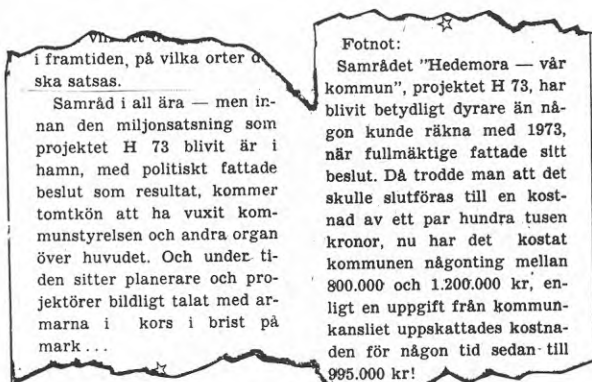 i framtiden, på vilka orter
ska satsas.
Samråd i all ära — men in-
nan den miljonsatsning som
projektet H 73 blivit är i
hamn, med politiskt fattade
beslut som resultat, kommer
tomtkön att ha vuxit kom-
munstyrelsen och andra organ
över huvudet. Och under ti-
den sitter planerare och pro-
jektörer bildligt talat med ar-
marna i kors i brist på
mark . . .
Fotnot:
Samrådet "Hedemora — vår
kommun", projektet H 73, har
blivit betydligt dyrare än nå-
gon kunde räkna med 1973,
när fullmäktige fattade sitt
beslut. Då trodde man att det
skulle slutföras till en kost-
nad av ett par hundra tusen
kronor, nu har det kostat
kommunen någonting mellan
800.000 och 1.200.000 kr, en-
ligt en uppgift från kommun-
kansliet uppskattades kostna-
den för någon tid sedan till
995.000 kr!